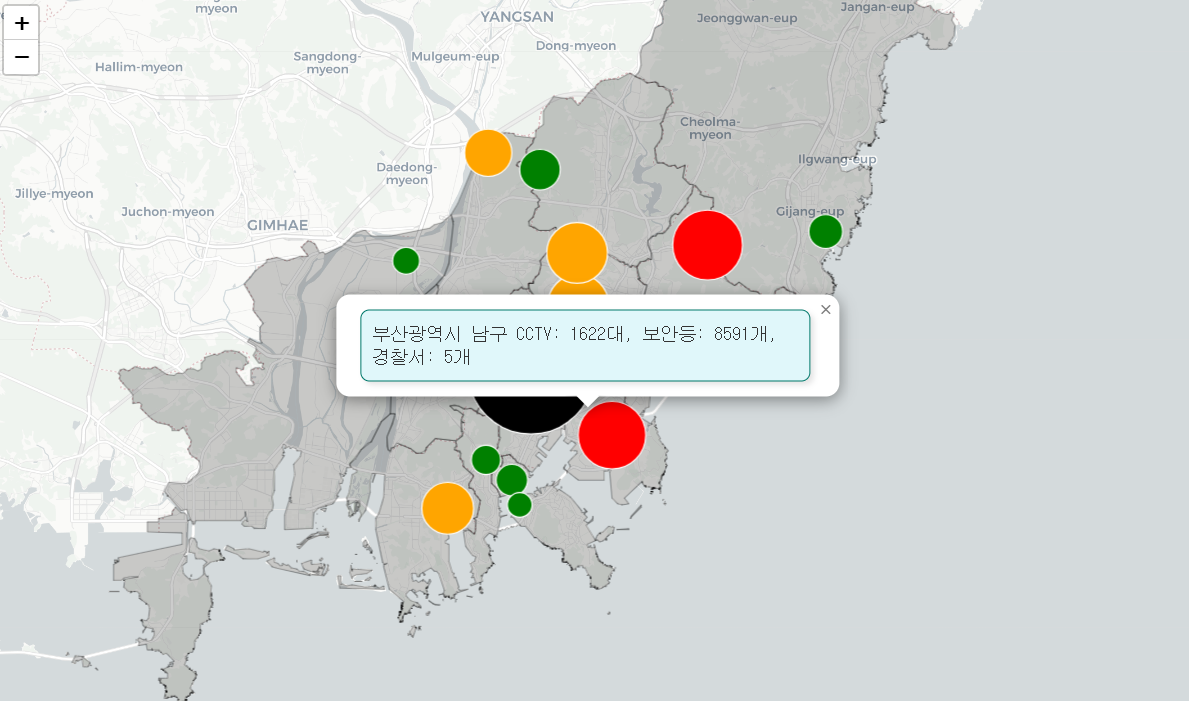 +
−
myeon
YANGSAN
Jeonggwan-eup
Jangan-eup
Dong-myeon
Sangdong-
myeon
Mulgeum-eup
Hallim-myeon
Cheolma-
myeon
Ilgwang-eup
Daedong-
myeon
Jillye-myeon
Juchon-myeon
GIMHAE
Gijang-eup
×
부산광역시 남구 CCTV: 1622대, 보안등: 8591개,
경찰서: 5개